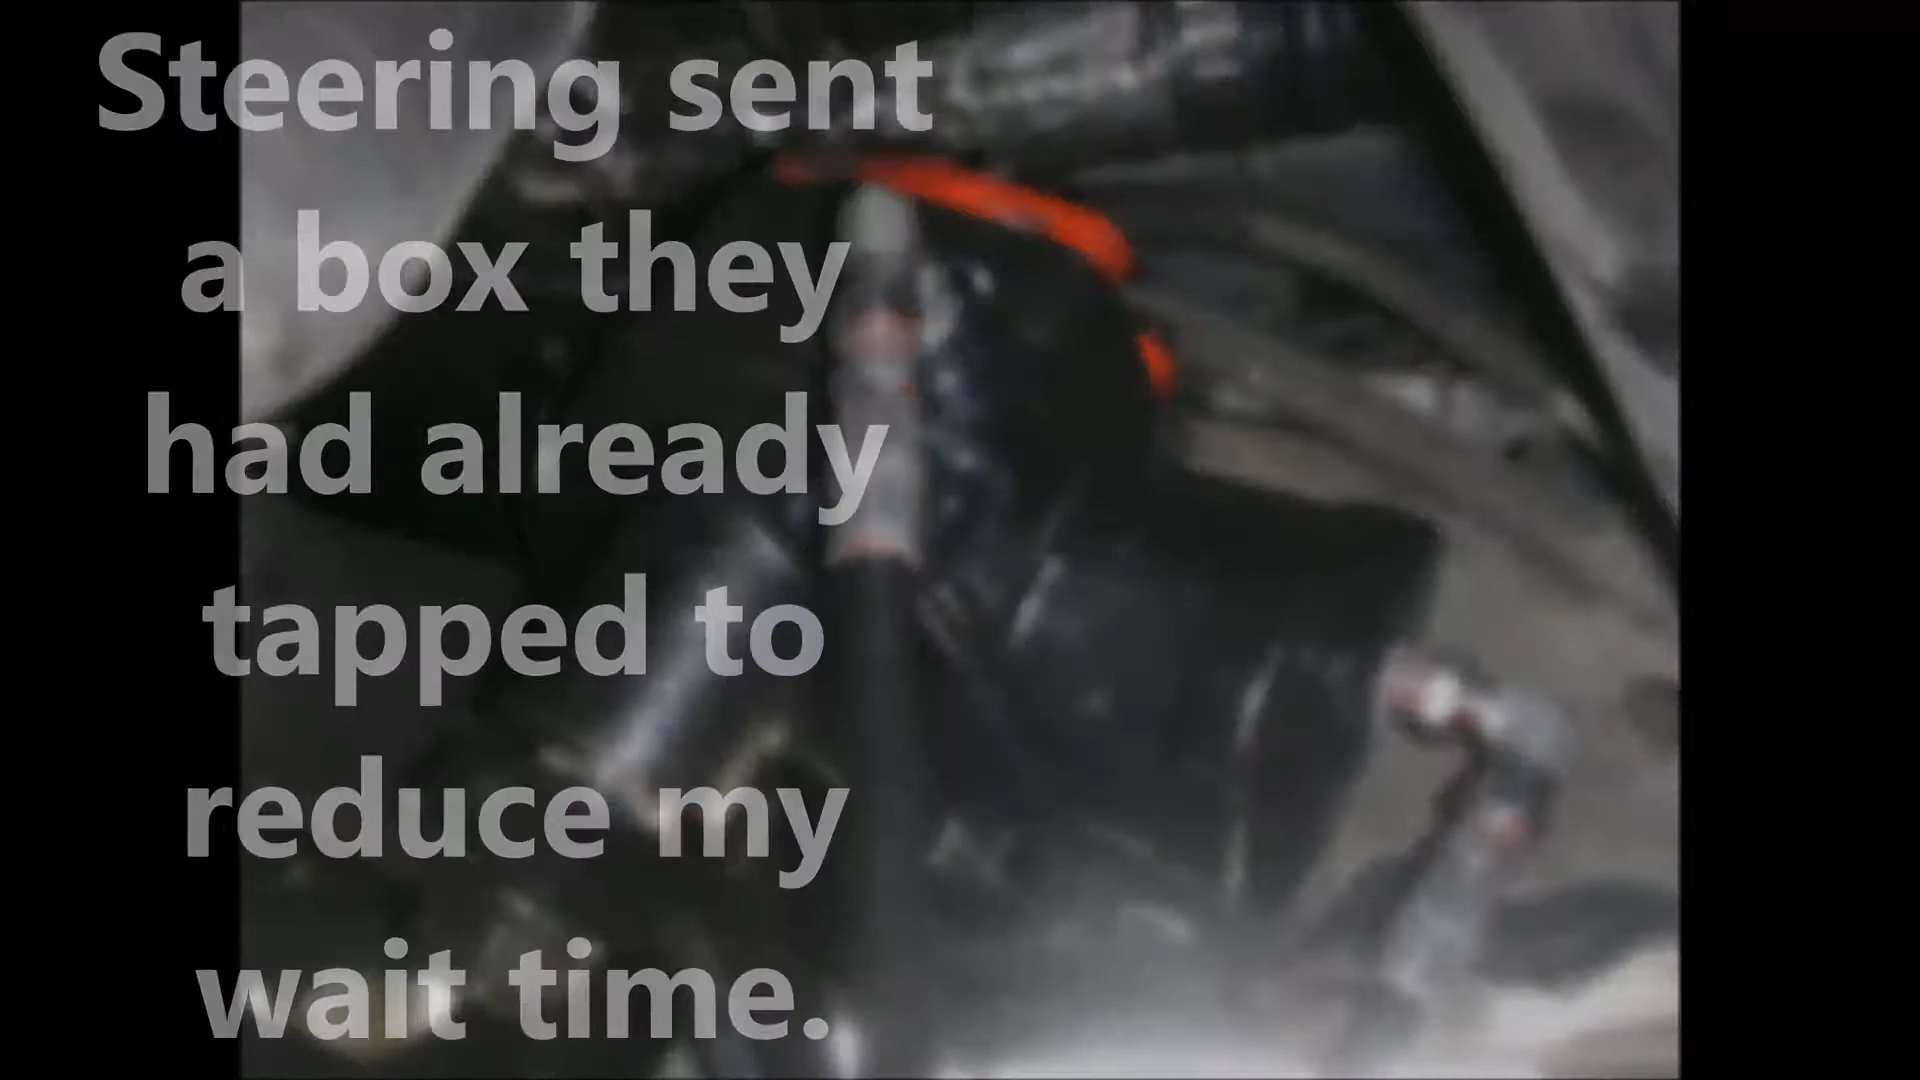 Steering sent
a box they
had already
tapped to
reduce my
wait time.